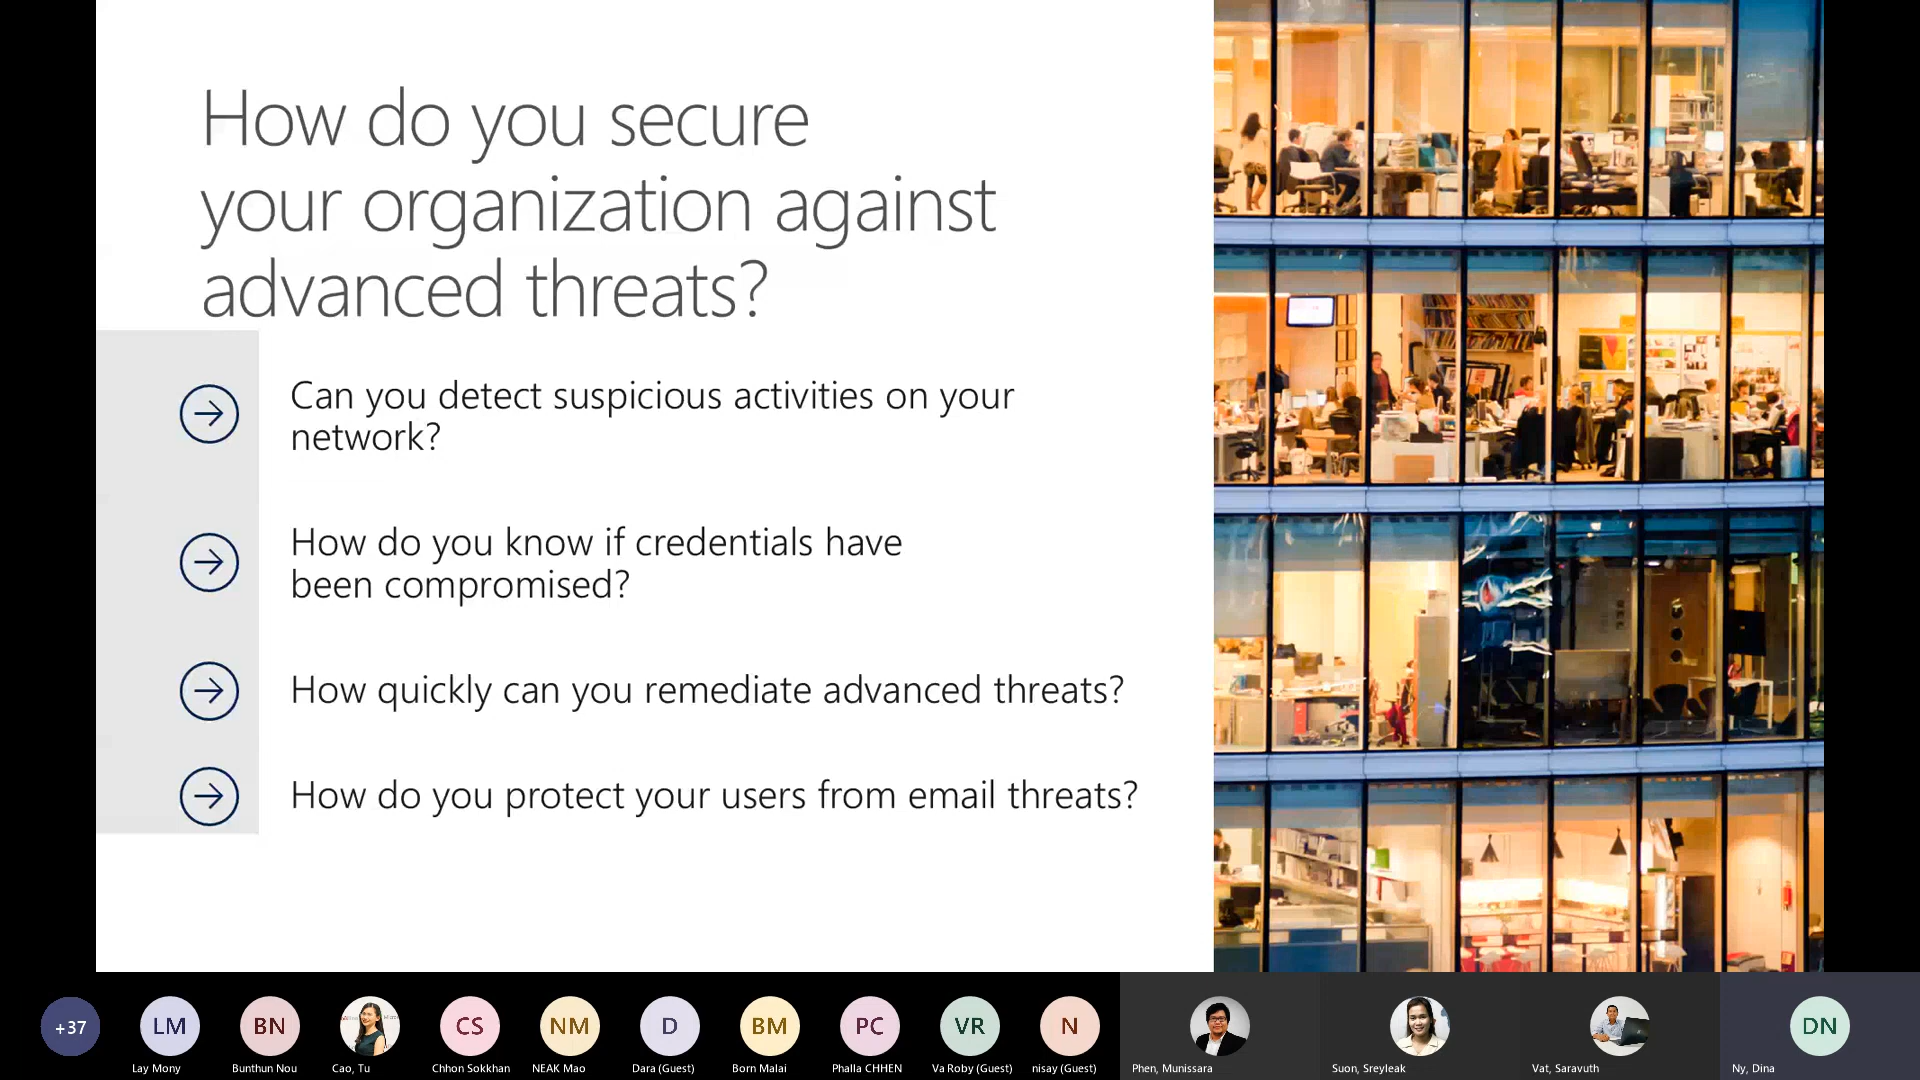 How do you secure
your organization against
advanced threats?
Can you detect suspicious activities on your
network?
How do you know if credentials have
been compromised?
How quickly can you remediate advanced threats?
How do you protect your users from email threats?
+37
LM
BN
CS
NM
D
BM
PC
VR
N
DN
Lay Mony
Bunthun Nou
Cao, Tu
Chhon Sokkhan
NEAK Mao
Dara (Guest)
Born Malai
Phalla CHHEN
Va Roby (Guest)
nisay (Guest)
Phen, Munissara
Suon, Sreyleak
Vat, Saravuth
Ny, Dina